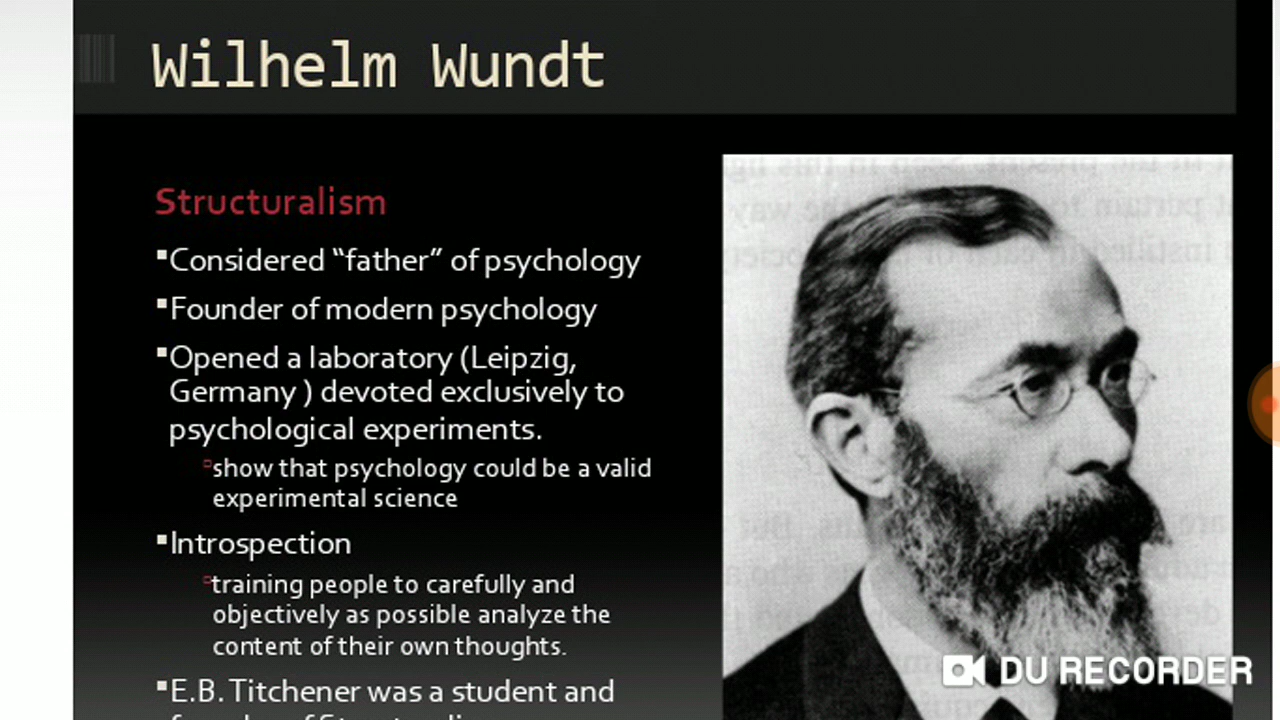 Wilhelm Wundt
Structuralism
▪Considered “father” of psychology
▪Founder of modern psychology
▪Opened a laboratory (Leipzig,
Germany ) devoted exclusively to
psychological experiments.
▫show that psychology could be a valid
experimental science
▪Introspection
▫training people to carefully and
objectively as possible analyze the
content of their own thoughts.
▪E.B. Titchener was a student and
DU RECORDER